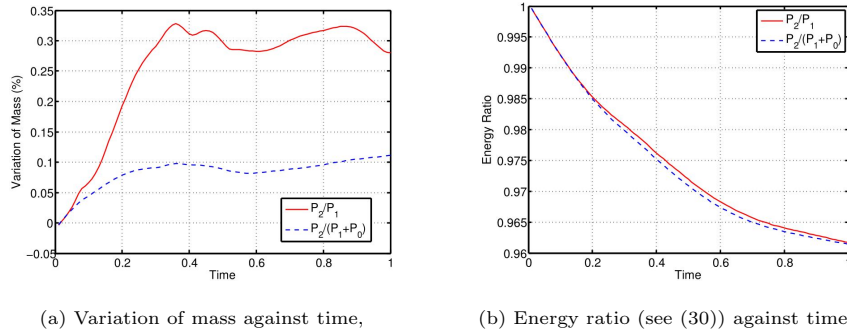 0.35
0.3
0.25
0.2
0.15
0.1
0.05
0
−0.05
Variation of Mass (%)
0 0.2 0.4 0.6 0.8 1
Time
P₂/P₁
P₂/(P₁+P₀)
(a) Variation of mass against time,
1
0.995
0.99
0.985
0.98
0.975
0.97
0.965
0.96
Energy Ratio
0 0.2 0.4 0.6 0.8 1
Time
P₂/P₁
P₂/(P₁+P₀)
(b) Energy ratio (see (30)) against time